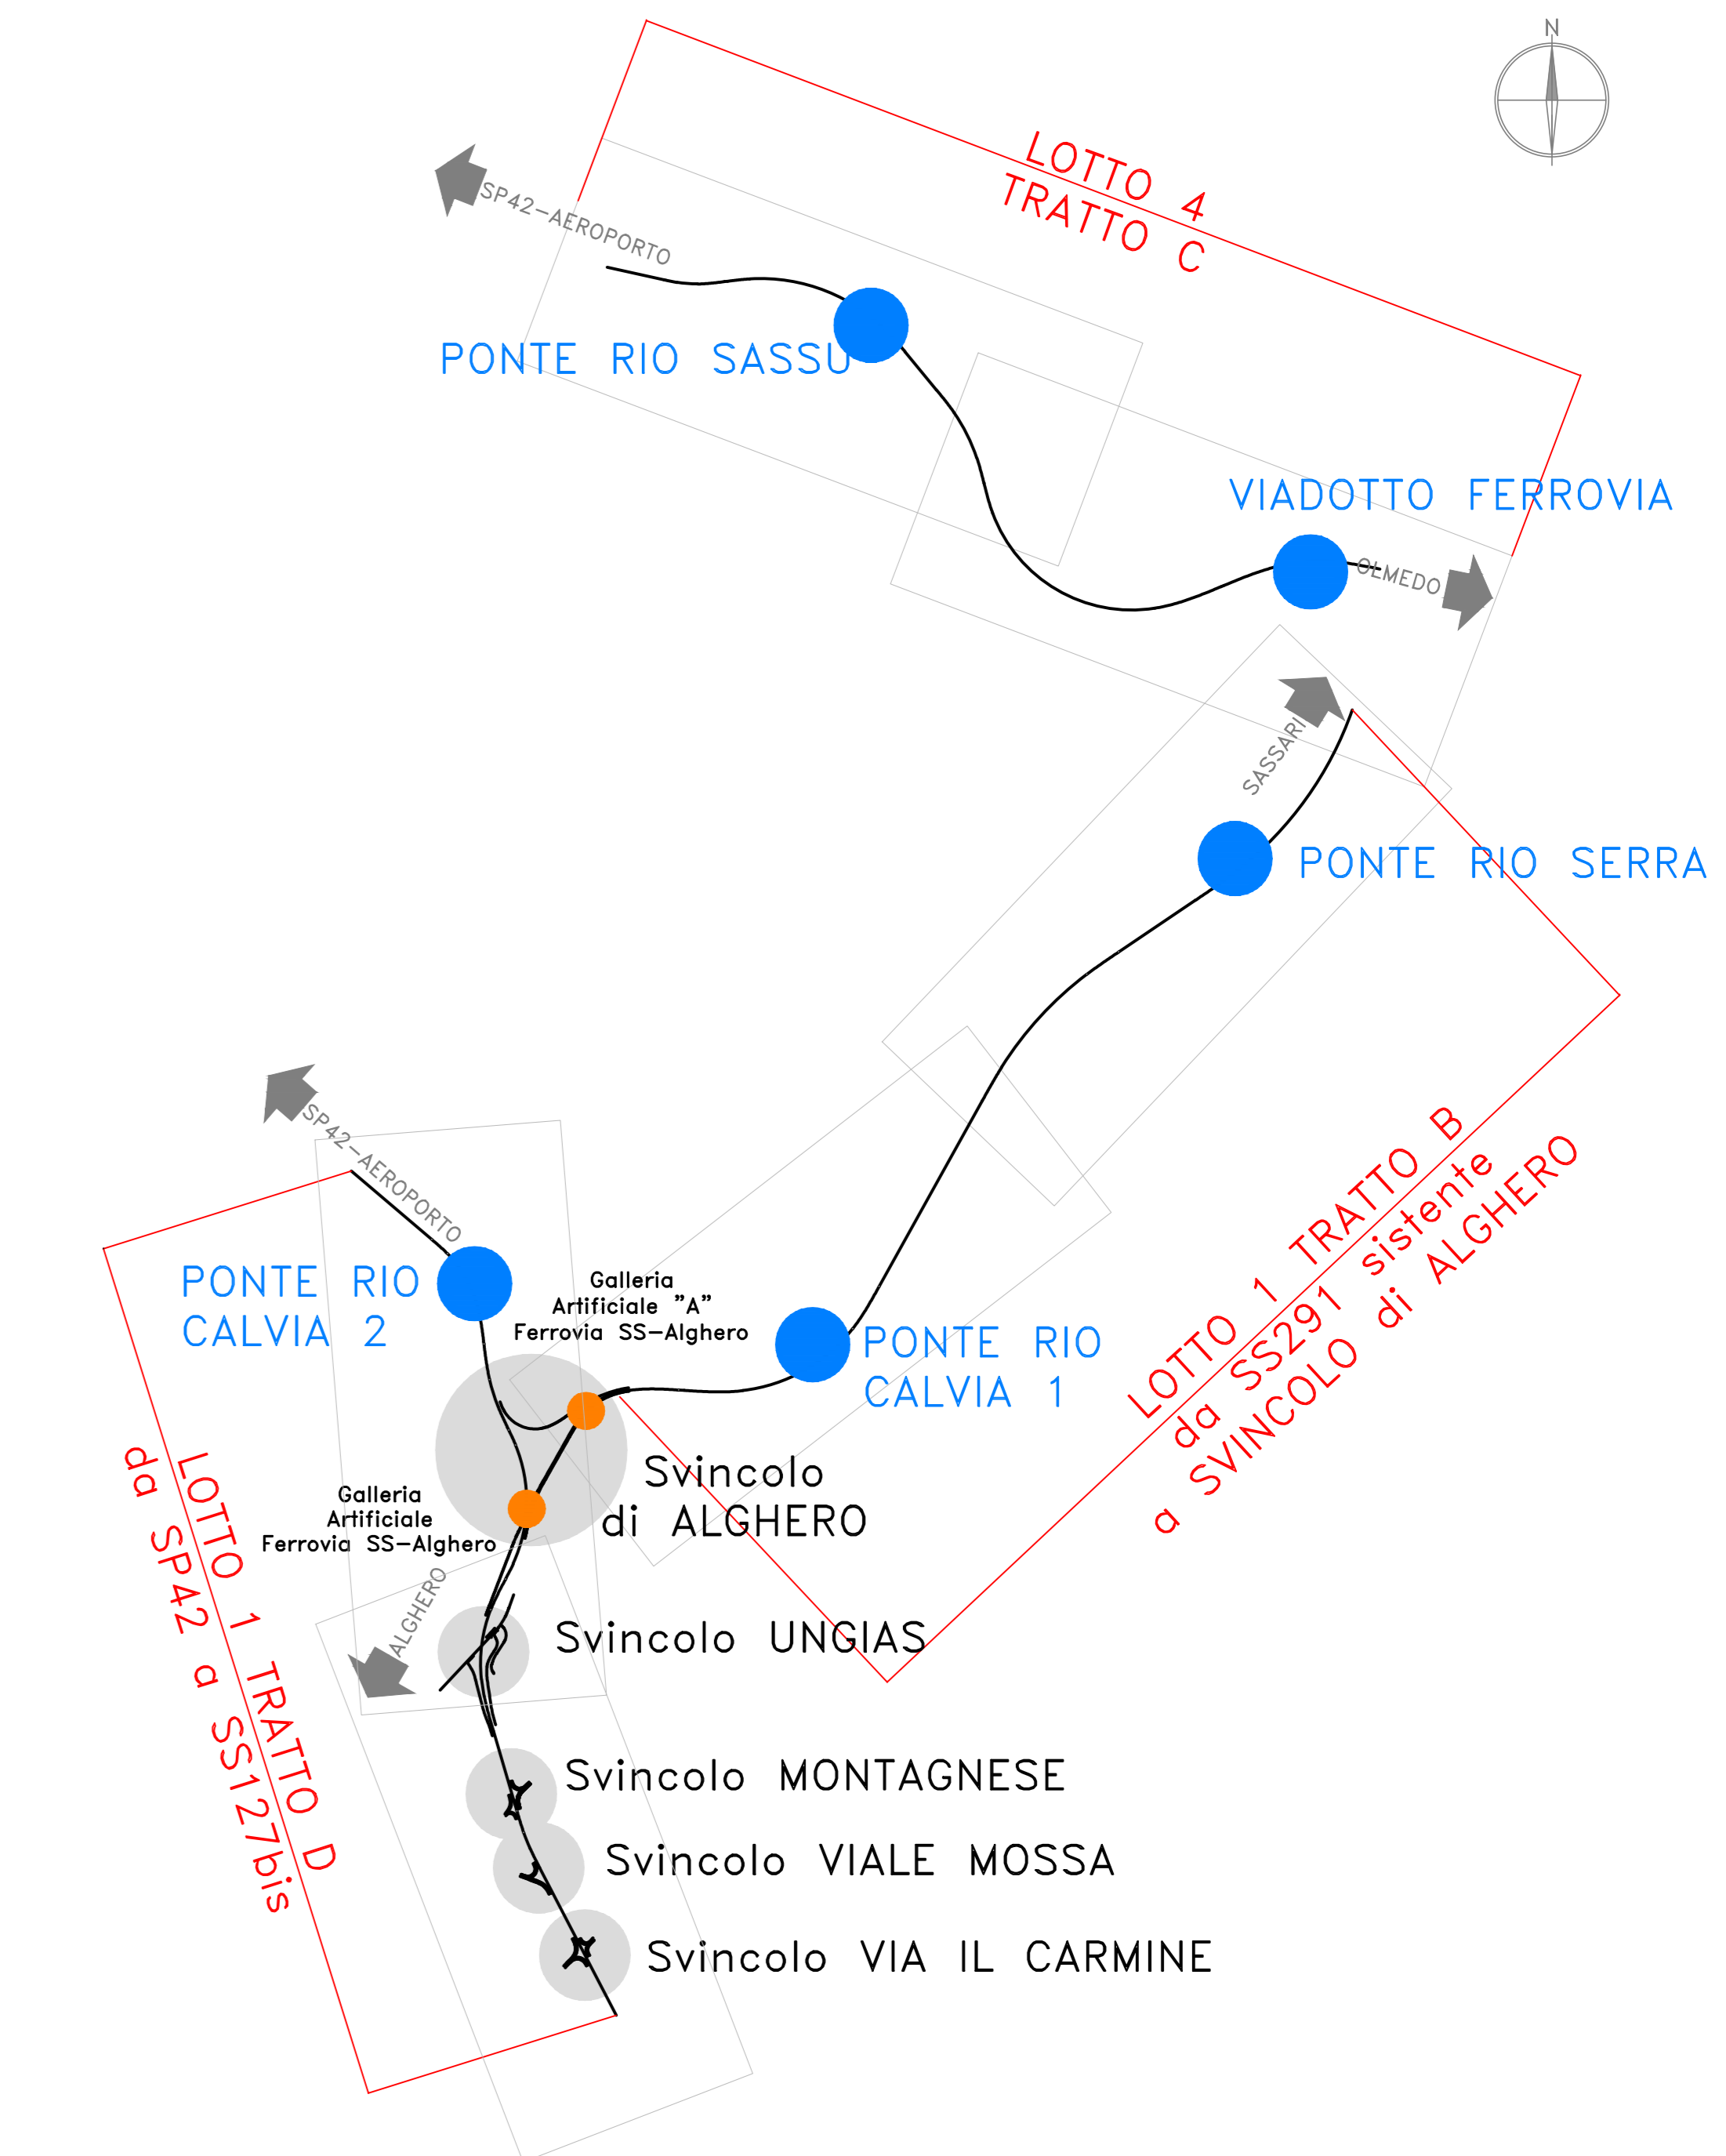 N
LOTTO 4
TRATTO C
SP42-AEROPORTO
PONTE RIO SASSU
VIADOTTO FERROVIA
OLMEDO
SASSARI
PONTE RIO SERRA
SP42-AEROPORTO
PONTE RIO
CALVIA 2
Galleria
Artificiale "A"
Ferrovia SS-Alghero
PONTE RIO
CALVIA 1
LOTTO 1 TRATTO B
da SS291 sistente
a SVINCOLO di ALGHERO
Svincolo
di ALGHERO
Galleria
Artificiale
Ferrovia SS-Alghero
LOTTO 1 TRATTO D
da SP42 a SS127bis
ALGHERO
Svincolo UNGIAS
Svincolo MONTAGNESE
Svincolo VIALE MOSSA
Svincolo VIA IL CARMINE